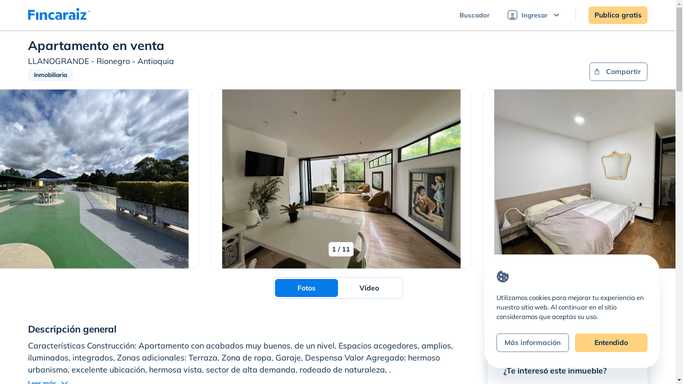 Fincaraiz
Buscador
Ingresar
Publica gratis
Apartamento en venta
LLANOGRANDE - Rionegro - Antioquia
Inmobiliaria
Compartir
1 / 11
Fotos
Video
Utilizamos cookies para mejorar tu experiencia en
nuestro sitio web. Al continuar en el sitio
consideramos que aceptas su uso.
Más información
Entendido
Descripción general
Características Construcción: Apartamento con acabados muy buenos, de un nivel, Espacios acogedores, amplios,
iluminados, integrados, Zonas adicionales: Terraza, Zona de ropa, Garaje, Despensa Valor Agregado: hermoso
urbanismo, excelente ubicación, hermosa vista, sector de alta demanda, rodeado de naturaleza, .
Leer más
¿Te interesó este inmueble?